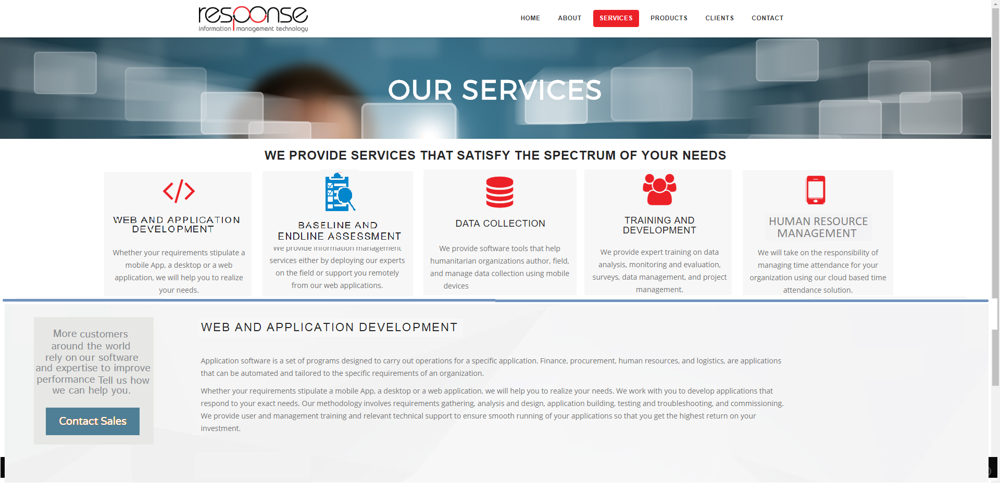 response
information management technology
HOME ABOUT SERVICES PRODUCTS CLIENTS CONTACT
OUR SERVICES
WE PROVIDE SERVICES THAT SATISFY THE SPECTRUM OF YOUR NEEDS
WEB AND APPLICATION
DEVELOPMENT
Whether your requirements stipulate a
mobile App, a desktop or a web
application, we will help you to realize
your needs.
BASELINE AND
ENDLINE ASSESSMENT
We provide information management
services either by deploying our experts
on the field or support you remotely
from our web applications.
DATA COLLECTION
We provide software tools that help
humanitarian organizations author, field,
and manage data collection using mobile
devices
TRAINING AND
DEVELOPMENT
We provide expert training on data
analysis, monitoring and evaluation,
surveys, data management, and project
management.
HUMAN RESOURCE
MANAGEMENT
We will take on the responsibility of
managing time attendance for your
organization using our cloud based time
attendance solution.
More customers
around the world
rely on our software
and expertise to improve
performance Tell us how
we can help you.
Contact Sales
WEB AND APPLICATION DEVELOPMENT
Application software is a set of programs designed to carry out operations for a specific application. Finance, procurement, human resources, and logistics, are applications
that can be automated and tailored to the specific requirements of an organization.
Whether your requirements stipulate a mobile App, a desktop or a web application, we will help you to realize your needs. We work with you to develop applications that
respond to your exact needs. Our methodology involves requirements gathering, analysis and design, application building, testing and troubleshooting, and commissioning.
We provide user and management training and relevant technical support to ensure smooth running of your applications so that you get the highest return on your
investment.